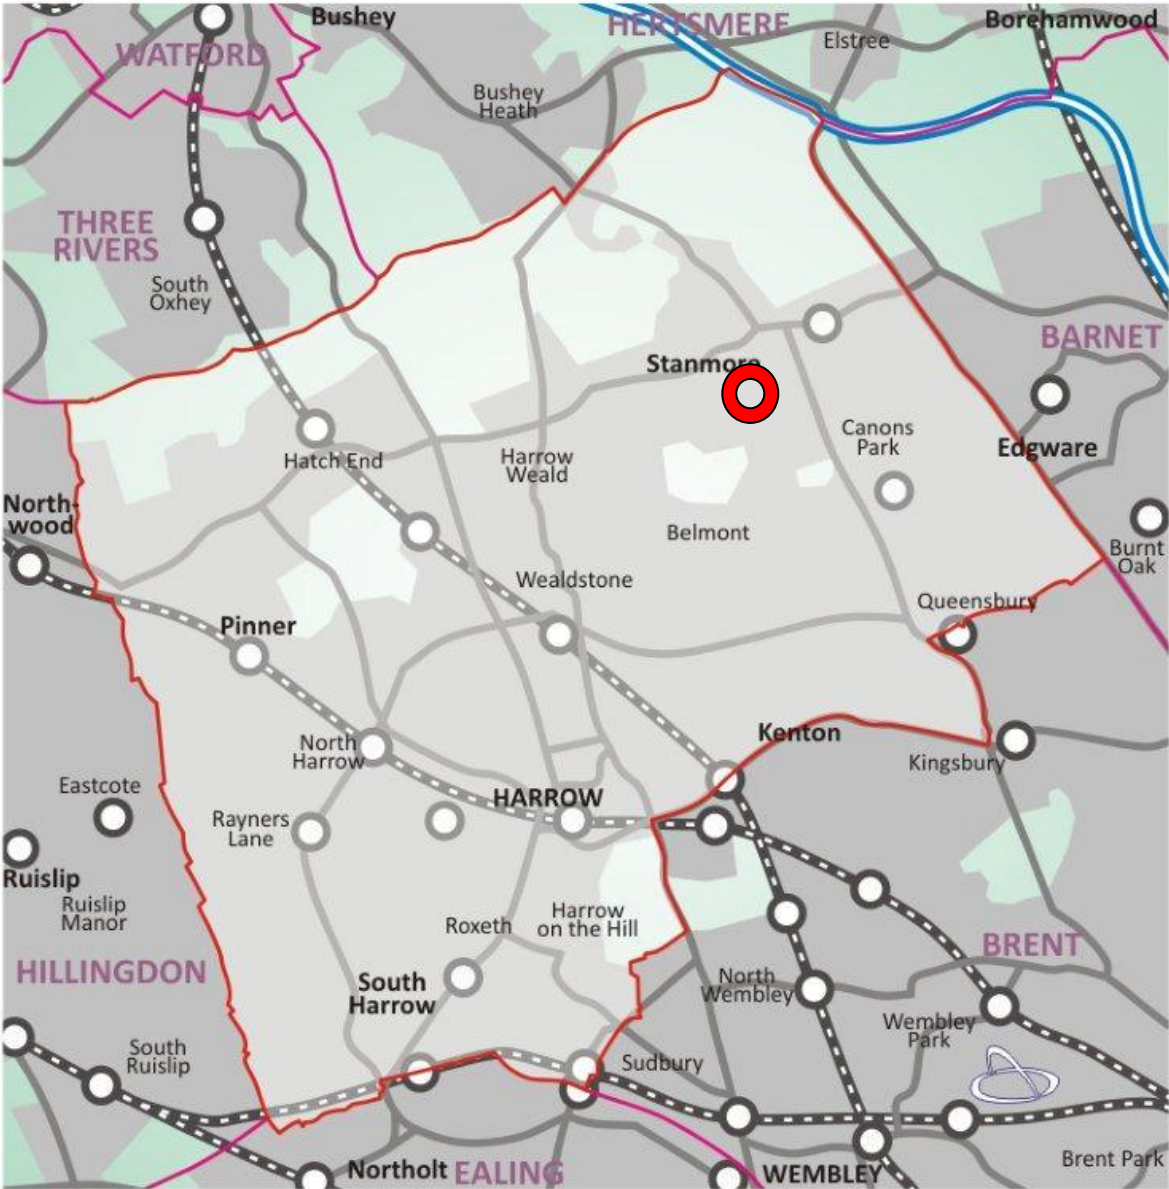 Bushey
HERTSMERE
Borehamwood
WATFORD
Elstree
Bushey
Heath
THREE
RIVERS
South
Oxhey
BARNET
Stanmore
Canons
Park
Edgware
Harrow
Weald
Hatch End
North-
wood
Belmont
Burnt
Oak
Wealdstone
Queensbury
Pinner
Kenton
North
Harrow
Kingsbury
Eastcote
HARROW
Rayners
Lane
Ruislip
Ruislip
Manor
Roxeth
Harrow
on the Hill
BRENT
HILLINGDON
South
Harrow
North
Wembley
Wembley
Park
South
Ruislip
Sudbury
Brent Park
Northolt
EALING
WEMBLEY